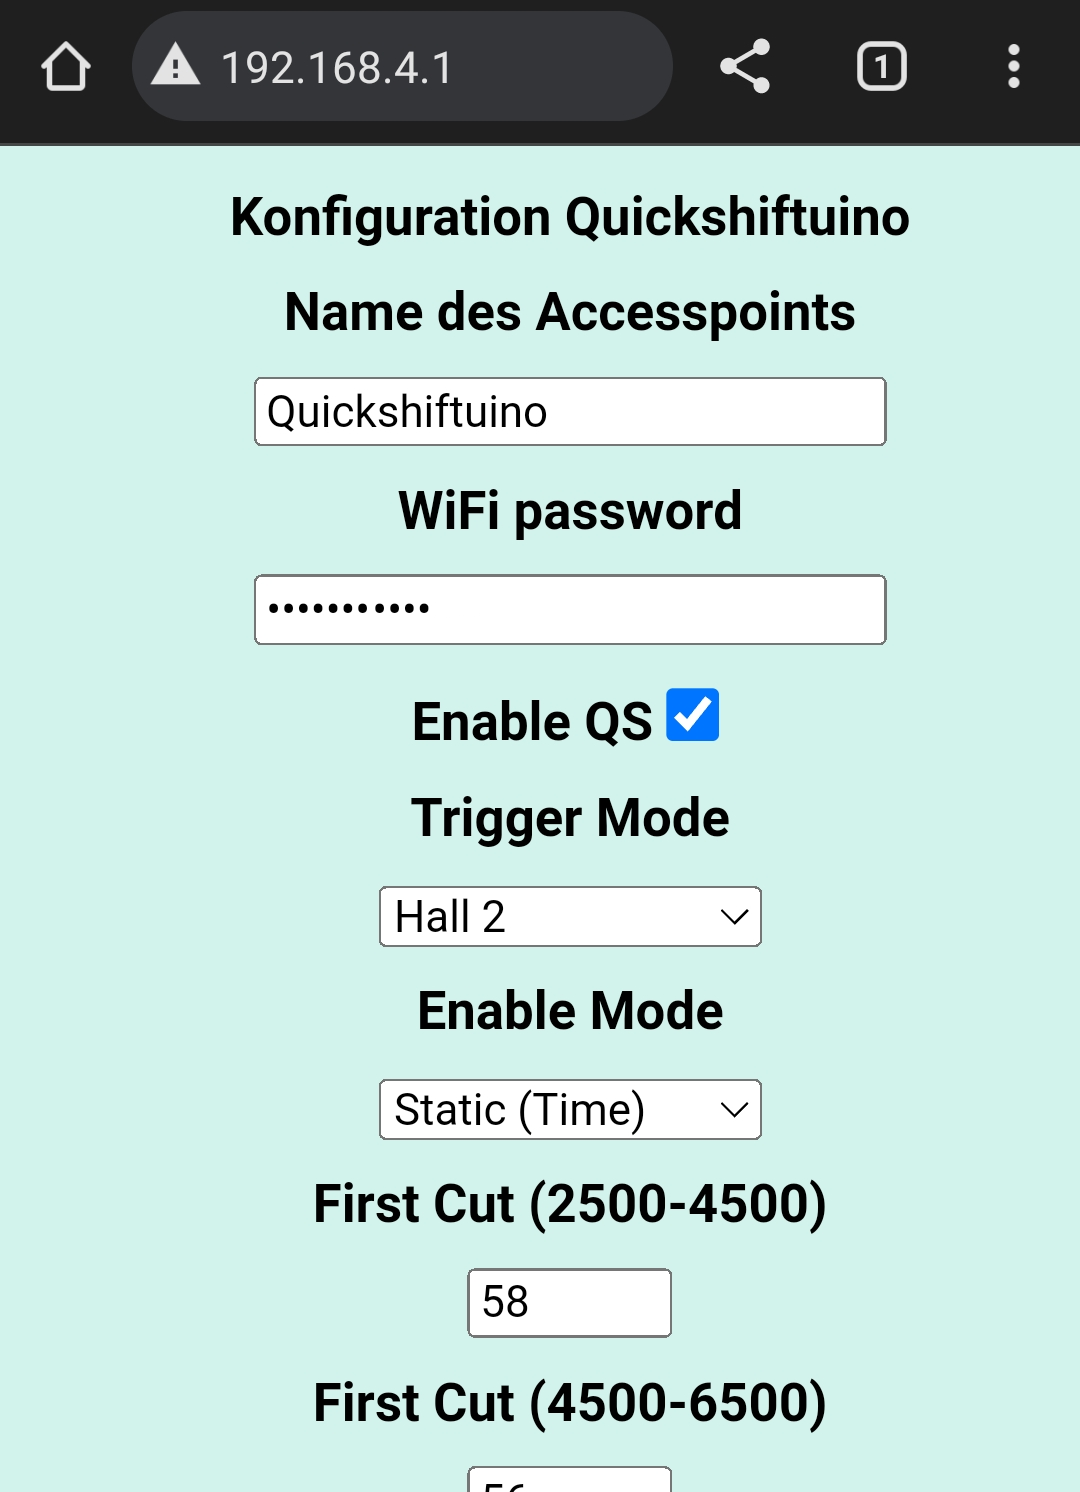 192.168.4.1
1
Konfiguration Quickshiftuino
Name des Accesspoints
Quickshiftuino
WiFi password
•••••••••••
Enable QS
Trigger Mode
Hall 2
Enable Mode
Static (Time)
First Cut (2500-4500)
58
First Cut (4500-6500)